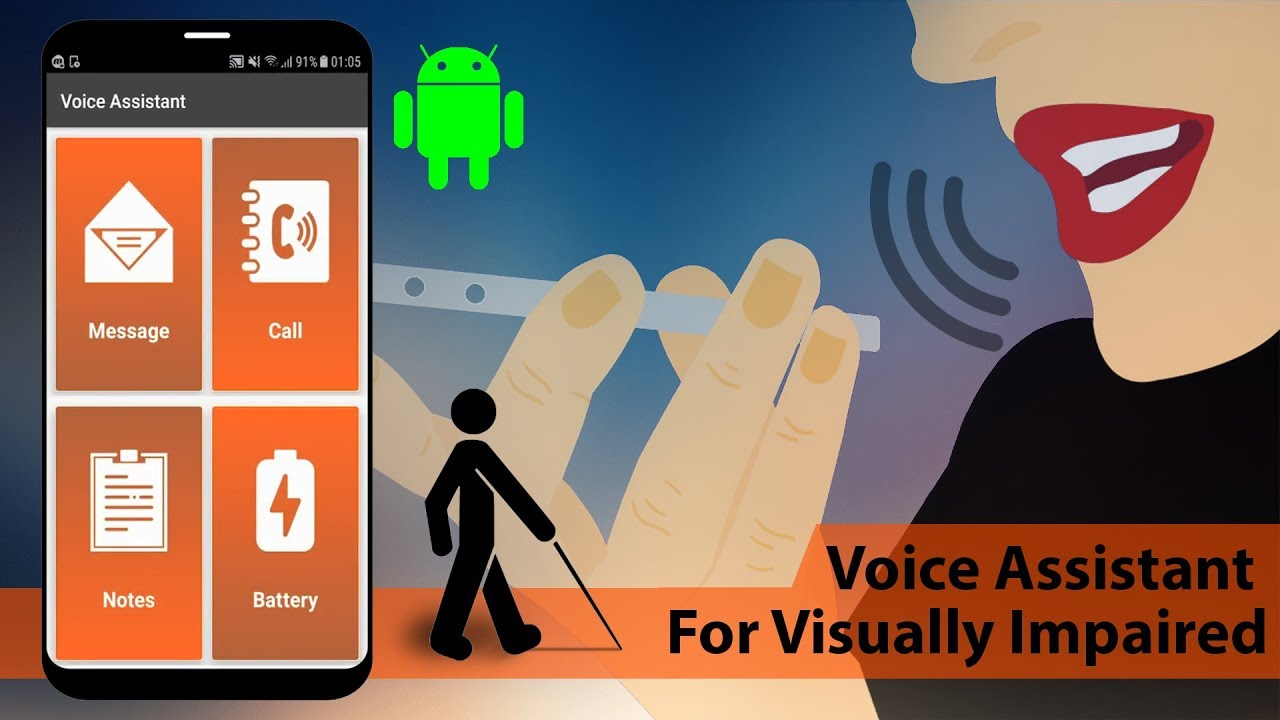 91% 01:05
Voice Assistant
Message
Call
Notes
Battery
Voice Assistant
For Visually Impaired